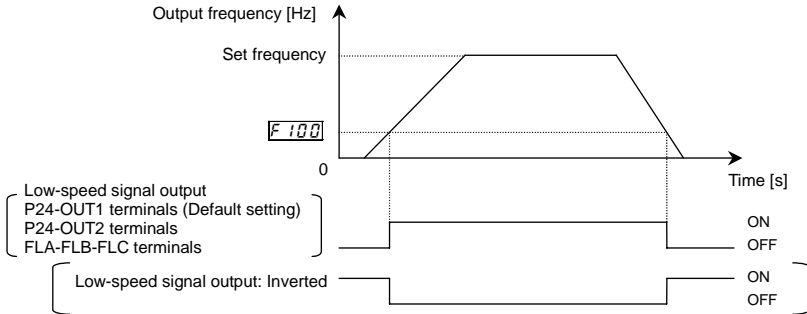 Output frequency [Hz]
Set frequency
F 100
0
Time [s]
Low-speed signal output
P24-OUT1 terminals (Default setting)
P24-OUT2 terminals
FLA-FLB-FLC terminals
ON
OFF
Low-speed signal output: Inverted
ON
OFF